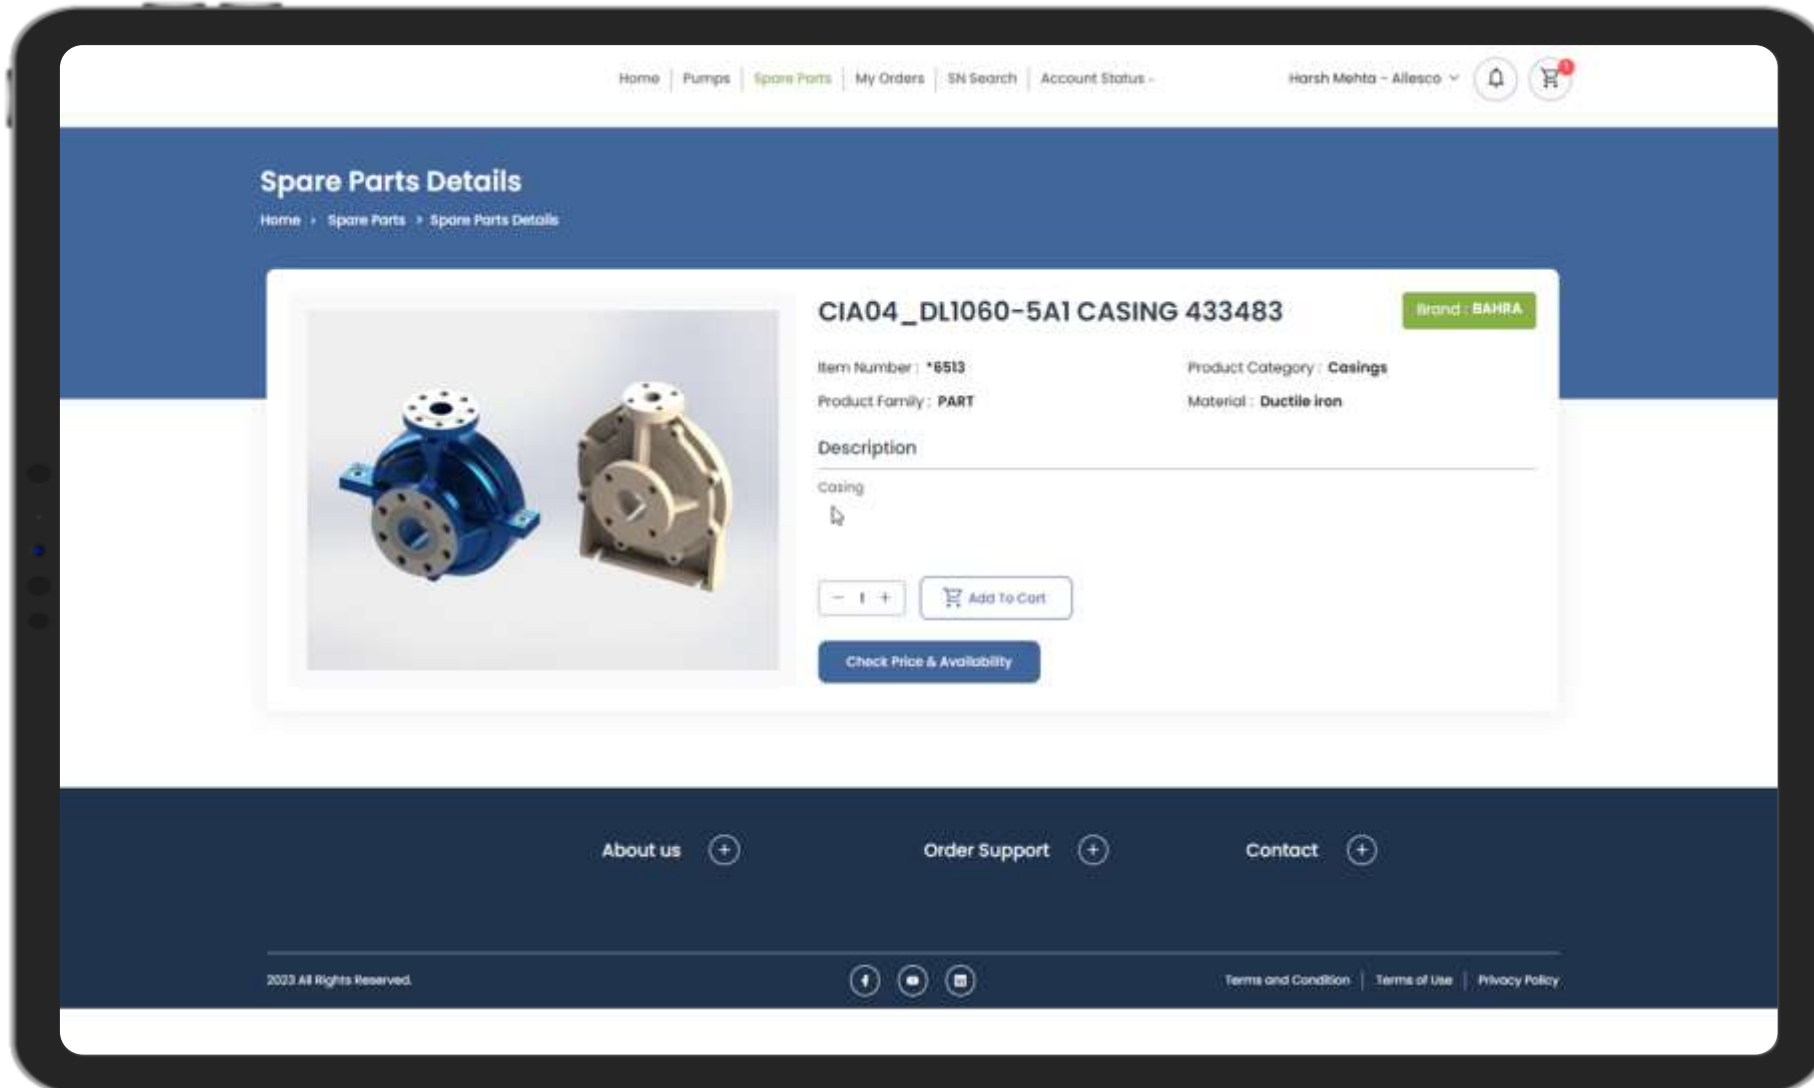 Home Pumps Spare Parts My Orders SN Search Account Status Harsh Mehta - Allesco 1
Spare Parts Details
Home > Spare Parts > Spare Parts Details
CIA04_DL1060-5A1 CASING 433483
Brand : BAHRA
Item Number : *6513 Product Category : Casings
Product Family : PART Material : Ductile iron
Description
Casing
- 1 + Add To Cart
Check Price & Availability
About us + Order Support + Contact +
2023 All Rights Reserved. Terms and Condition Terms of Use Privacy Policy